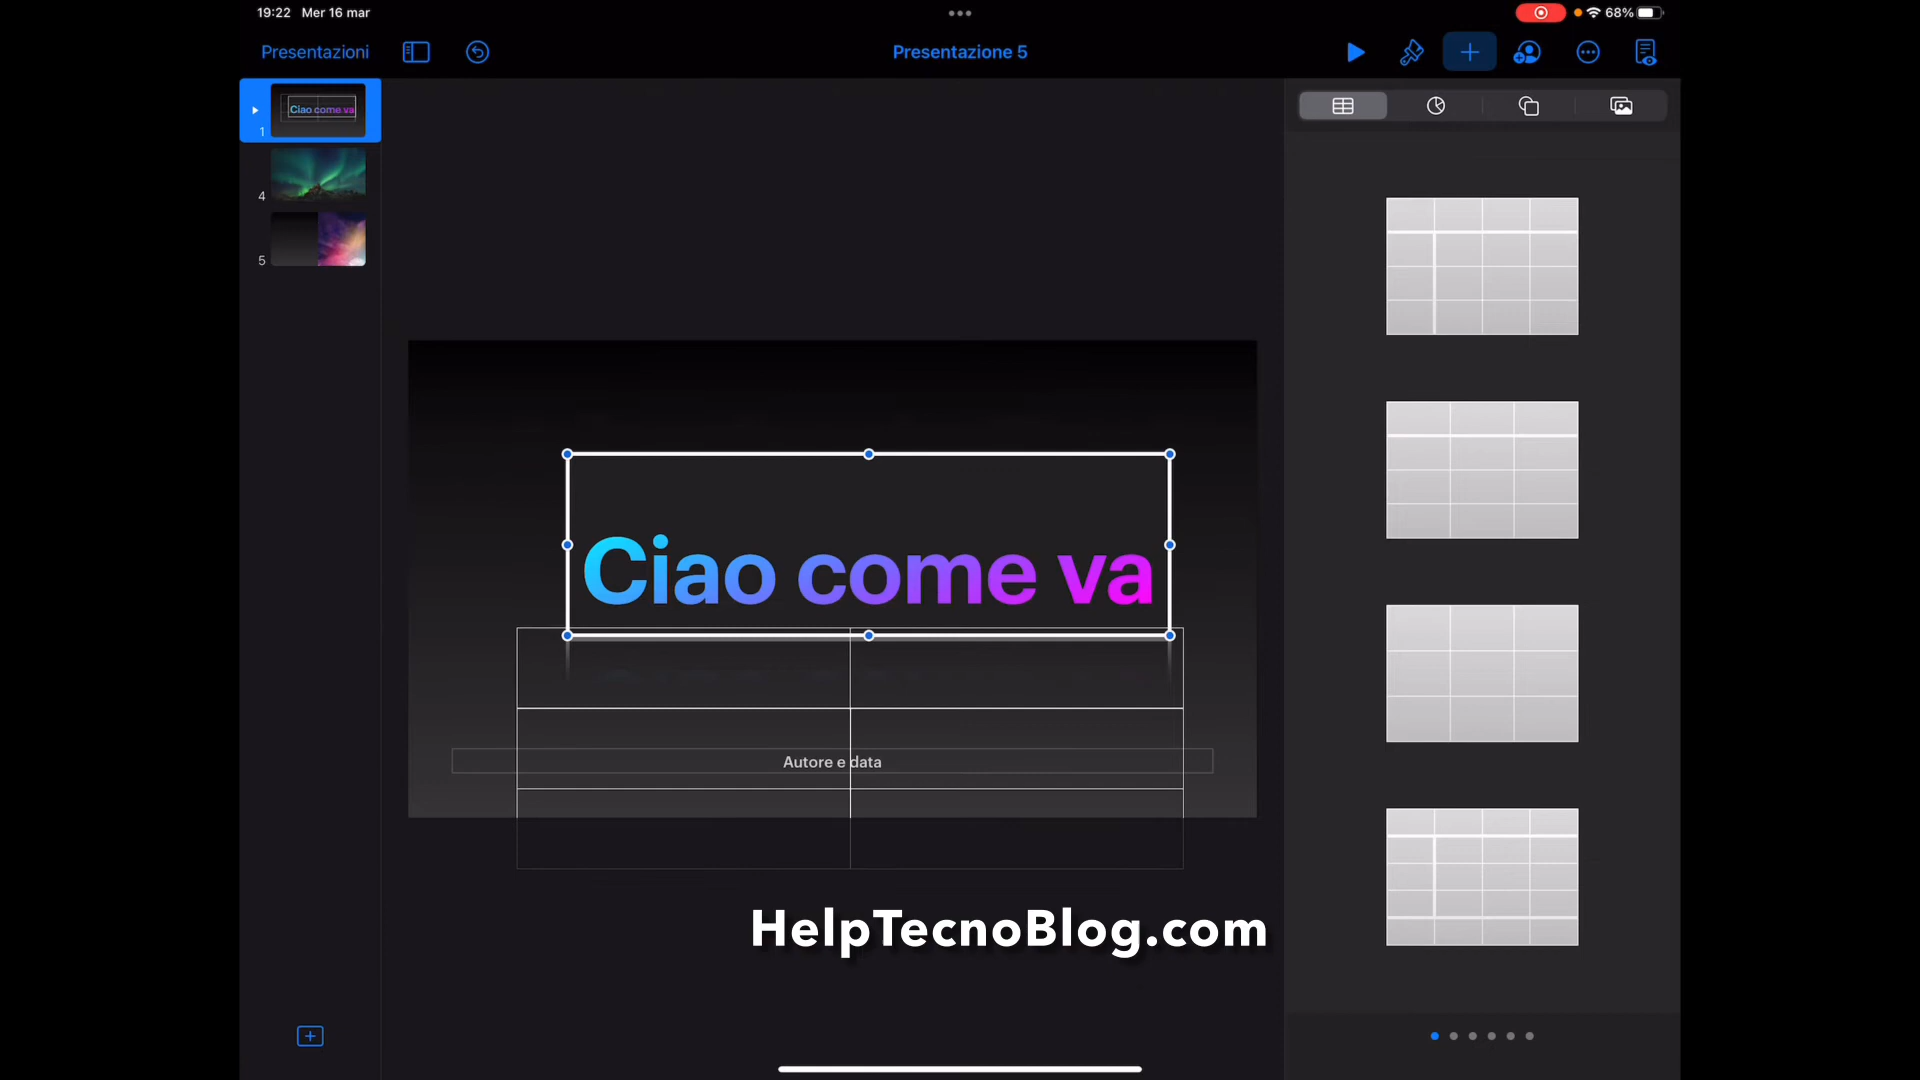 19:22 Mer 16 mar
68%
Presentazioni
Presentazione 5
Ciao come va
1
4
5
Ciao come va
Autore e data
HelpTecnoBlog.com